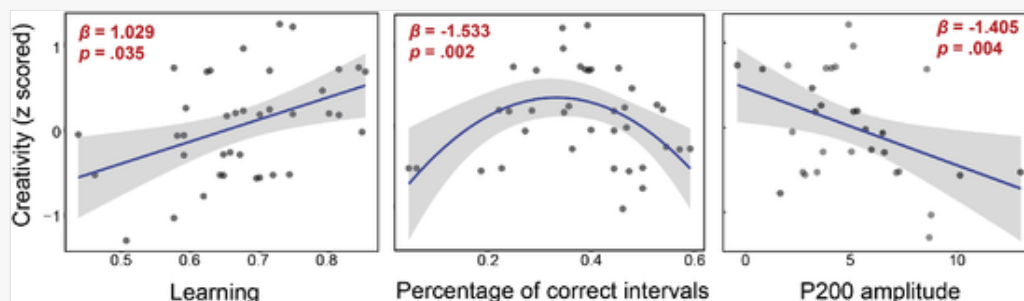 β = 1.029
p = .035
β = -1.533
p = .002
β = -1.405
p = .004
Creativity (z scored)
1
0
−1
0.5
0.6
0.7
0.8
0.2
0.4
0.6
0
5
10
Learning
Percentage of correct intervals
P200 amplitude